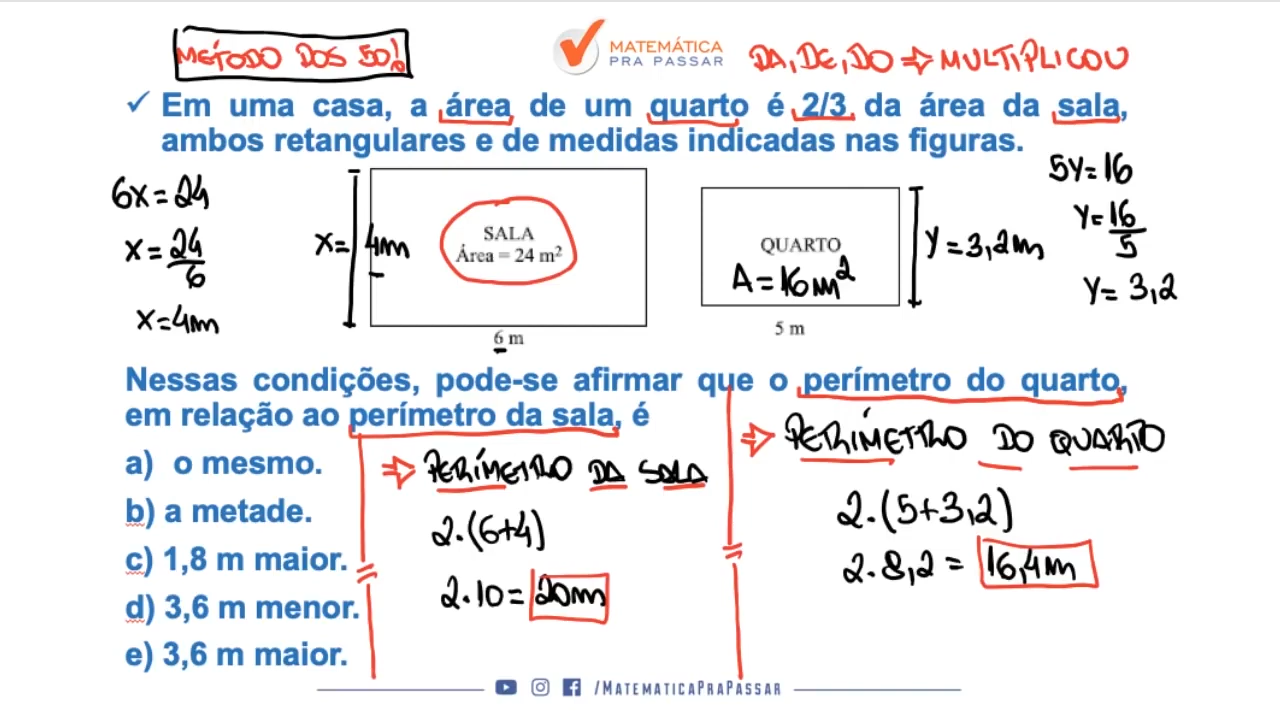 MÉTODO DOS 50!
MATEMÁTICA
PRA PASSAR
DA, DE, DO ⇒ MULTIPLICOU
✓ Em uma casa, a área de um quarto é 2/3 da área da sala,
ambos retangulares e de medidas indicadas nas figuras.
6x=24
x=24/6
x=4m
x=4m
SALA
Área = 24 m²
6 m
QUARTO
A=16m²
5 m
Y=3,2m
5Y=16
Y=16/5
Y=3,2
Nessas condições, pode-se afirmar que o perímetro do quarto,
em relação ao perímetro da sala, é
a) o mesmo.
b) a metade.
c) 1,8 m maior.
d) 3,6 m menor.
e) 3,6 m maior.
⇒ PERÍMETRO DA SALA
2.(6+4)
2.10=20m
⇒ PERÍMETRO DO QUARTO
2.(5+3,2)
2.8,2=16,4m
/MATEMATICAPRAPASSAR